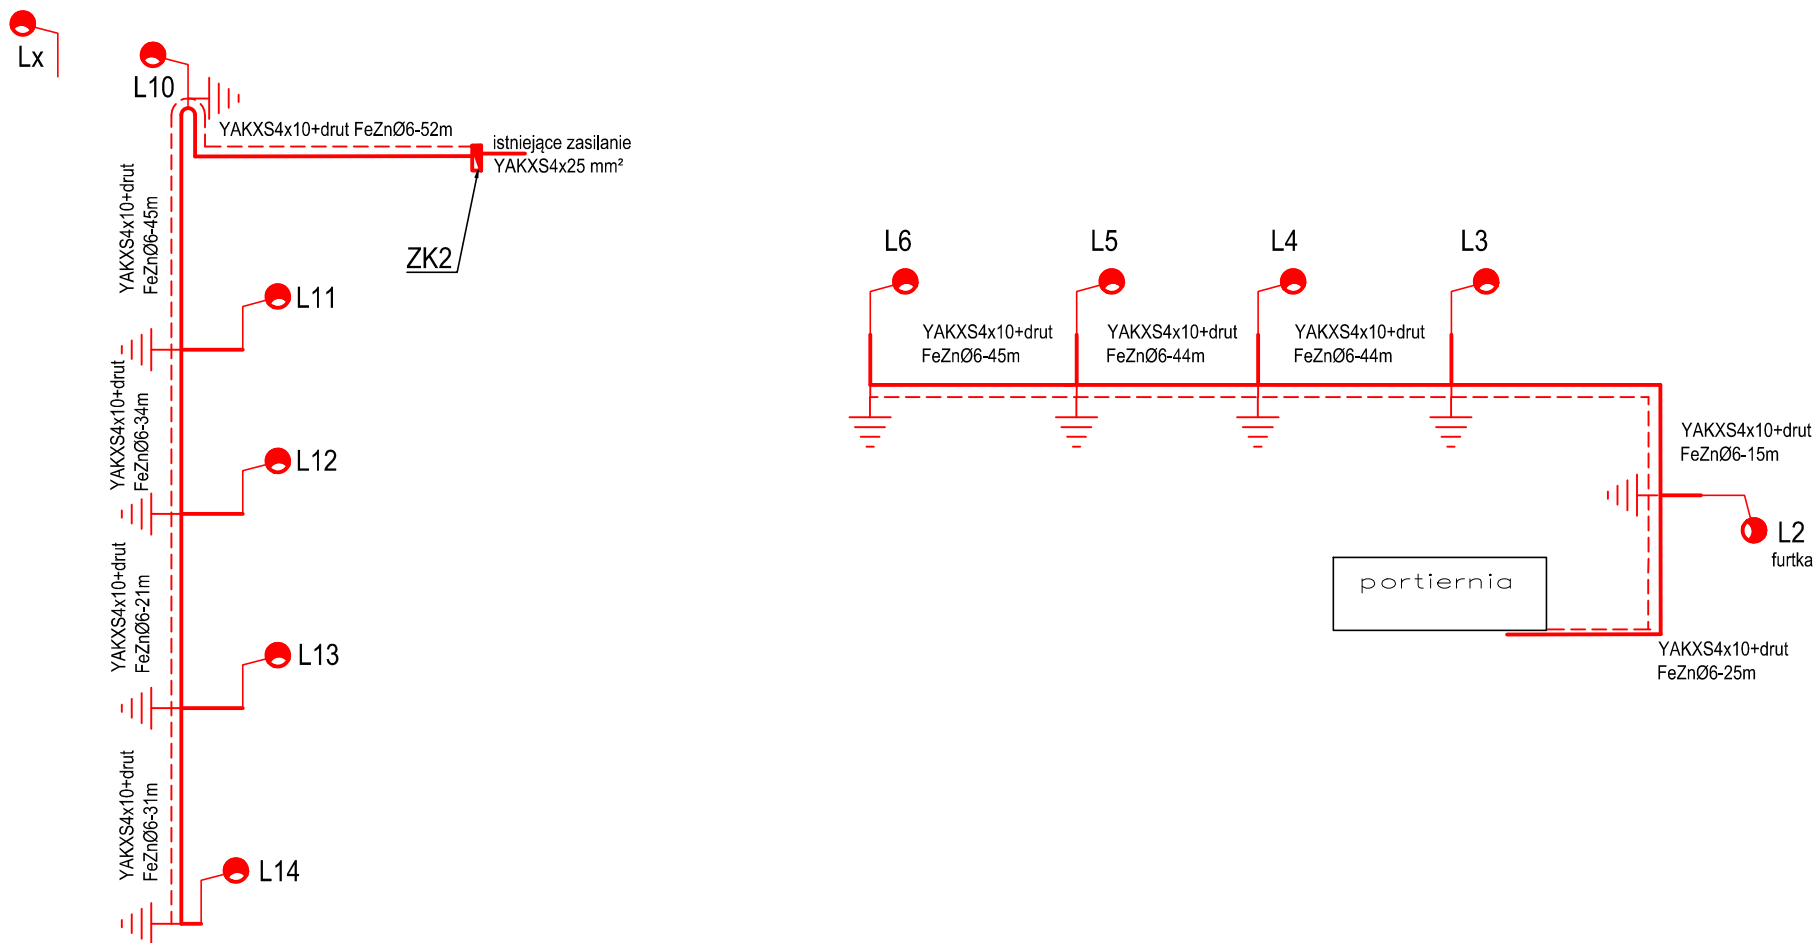 Lx
L10
YAKXS4x10+drut FeZnØ6-52m
istniejące zasilanie
YAKXS4x25 mm²
ZK2
YAKXS4x10+drut
FeZnØ6-45m
L11
YAKXS4x10+drut
FeZnØ6-34m
L12
YAKXS4x10+drut
FeZnØ6-21m
L13
YAKXS4x10+drut
FeZnØ6-31m
L14
L6
L5
L4
L3
YAKXS4x10+drut
FeZnØ6-45m
YAKXS4x10+drut
FeZnØ6-44m
YAKXS4x10+drut
FeZnØ6-44m
YAKXS4x10+drut
FeZnØ6-15m
L2
furtka
portiernia
YAKXS4x10+drut
FeZnØ6-25m